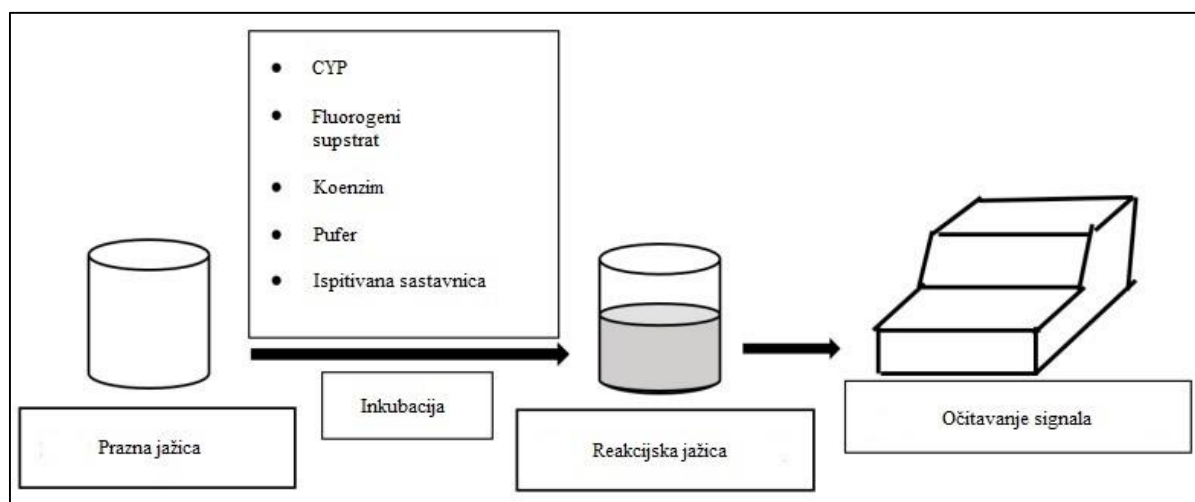 CYP
Fluorogeni
supstrat
Koenzim
Pufer
Ispitivana sastavnica
Inkubacija
Prazna jažica
Reakcijska jažica
Očitavanje signala